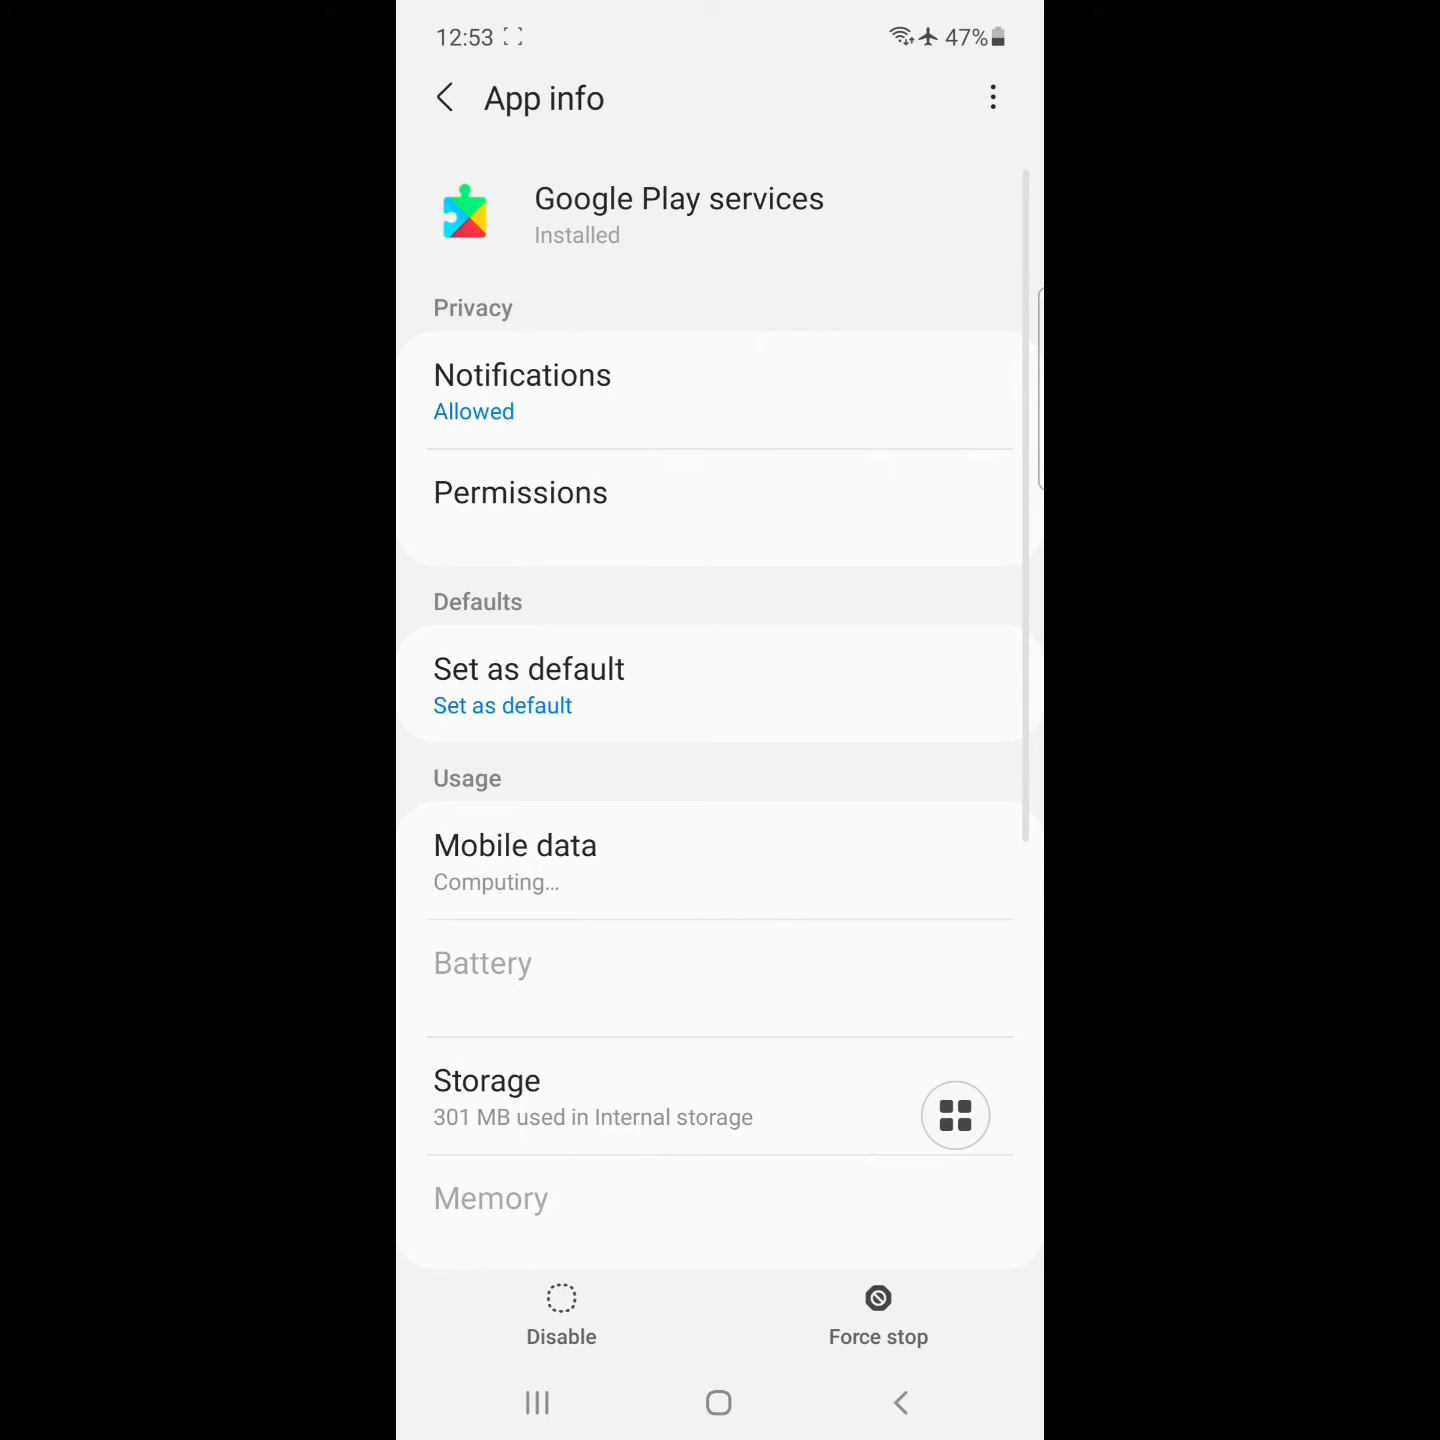 12:53 47%
App info
Google Play services
Installed
Privacy
Notifications
Allowed
Permissions
Defaults
Set as default
Set as default
Usage
Mobile data
Computing...
Battery
Storage
301 MB used in Internal storage
Memory
Disable Force stop